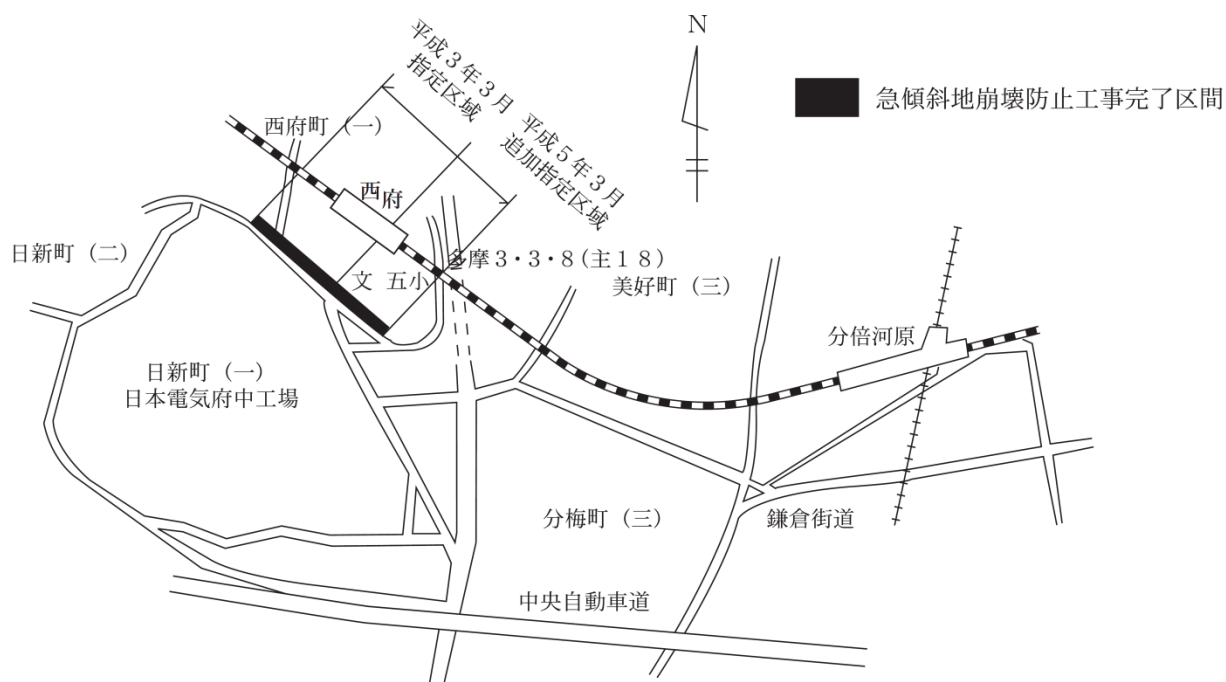 平成３年３月
指定区域
平成５年３月
追加指定区域
N
急傾斜地崩壊防止工事完了区間
西府町（一）
西府
日新町（二）
文 五小
多摩３・３・８(主１８)
美好町（三）
分倍河原
日新町（一）
日本電気府中工場
分梅町（三）
鎌倉街道
中央自動車道